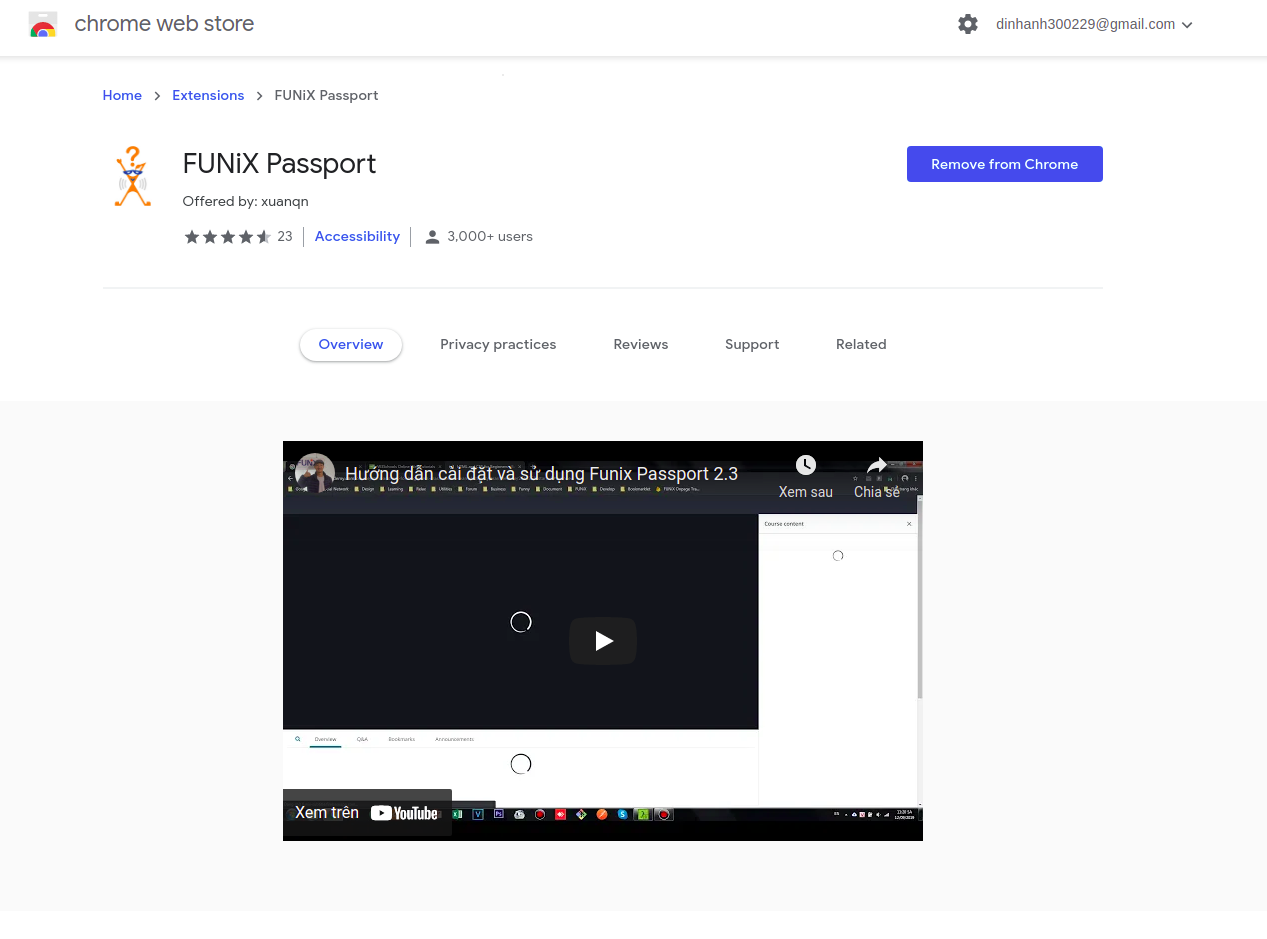 chrome web store
dinhanh300229@gmail.com
Home > Extensions > FUNiX Passport
FUNiX Passport
Remove from Chrome
Offered by: xuanqn
23 Accessibility 3,000+ users
Overview Privacy practices Reviews Support Related
Hướng dẫn cài đặt và sử dụng Funix Passport 2.3
Xem sau Chia sẻ
Course content
Overview Q&A Bookmarks Announcements
Xem trên YouTube